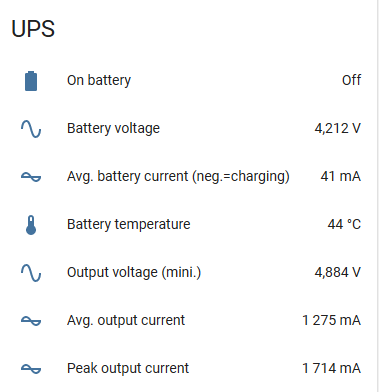 UPS
On battery Off
Battery voltage 4,212 V
Avg. battery current (neg.=charging) 41 mA
Battery temperature 44 °C
Output voltage (mini.) 4,884 V
Avg. output current 1 275 mA
Peak output current 1 714 mA